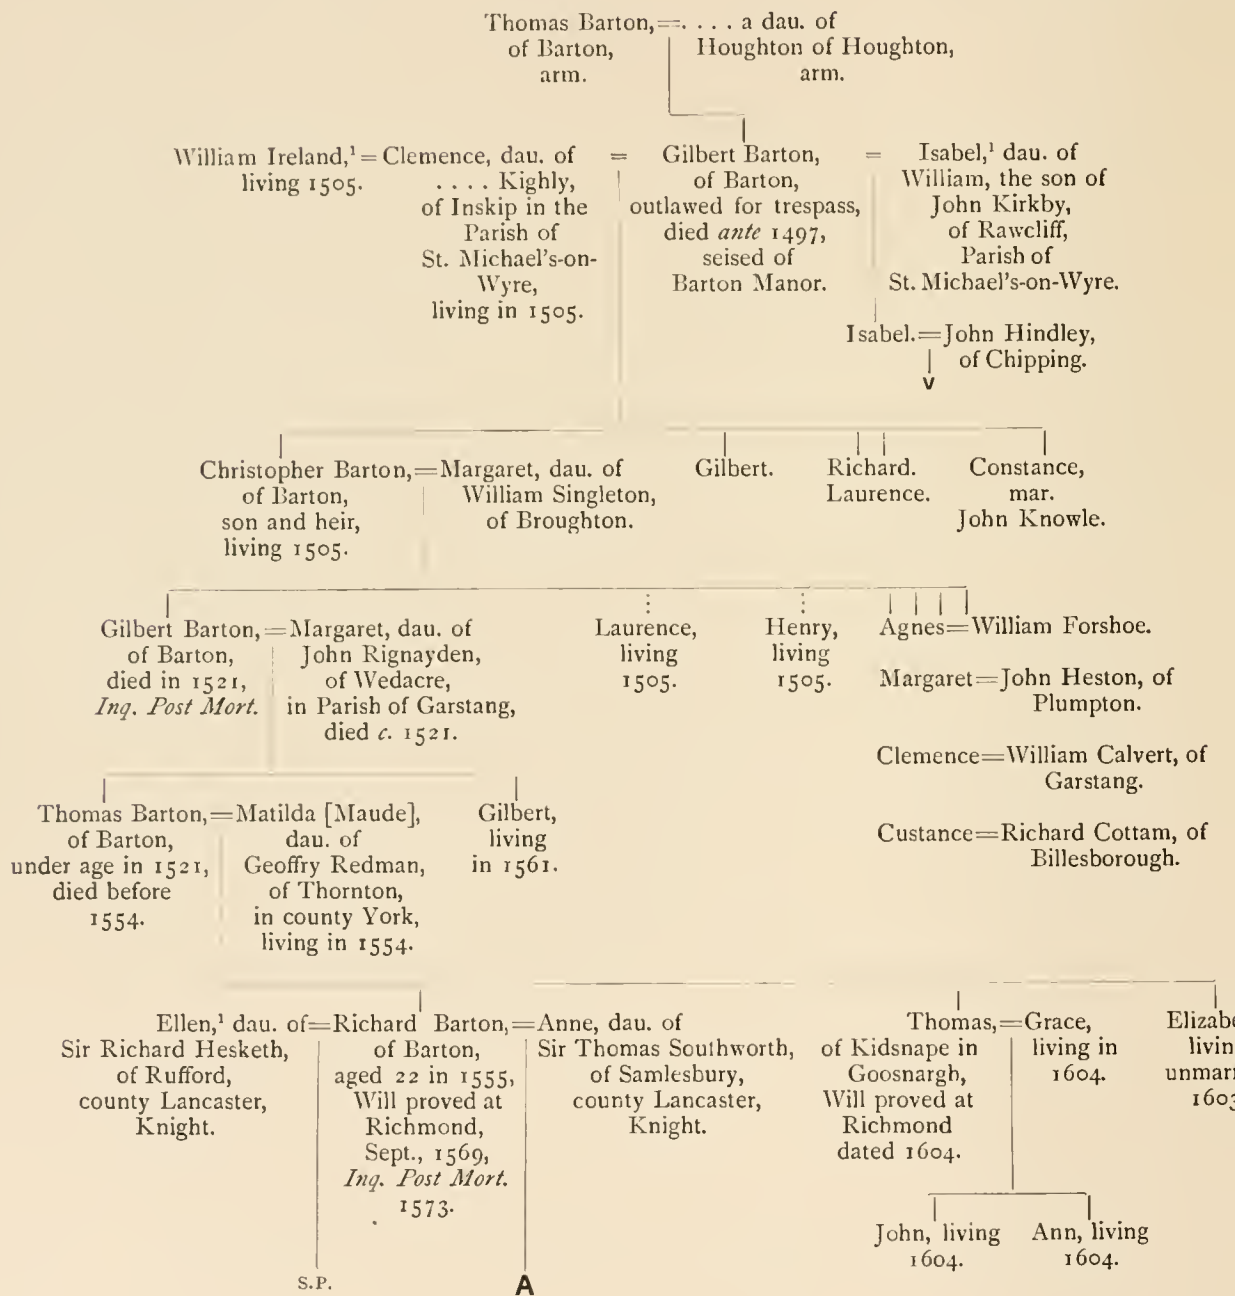 Thomas Barton,=. . . . a dau. of
of Barton,
arm.
Houghton of Houghton,
arm.
William Ireland,¹=
living 1505.
Clemence, dau. of
. . . . Kighly,
of Inskip in the
Parish of
St. Michael's-on-
Wyre,
living in 1505.
=
Gilbert Barton,
of Barton,
outlawed for trespass,
died ante 1497,
seised of
Barton Manor.
=
Isabel,¹ dau. of
William, the son of
John Kirkby,
of Rawcliff,
Parish of
St. Michael's-on-Wyre.
Isabel.=John Hindley,
of Chipping.
v
Christopher Barton,=
of Barton,
son and heir,
living 1505.
Margaret, dau. of
William Singleton,
of Broughton.
Gilbert.
Richard.
Laurence.
Constance,
mar.
John Knowle.
Gilbert Barton,=
of Barton,
died in 1521,
Inq. Post Mort.
Margaret, dau. of
John Rignayden,
of Wedacre,
in Parish of Garstang,
died c. 1521.
Laurence,
living
1505.
Henry,
living
1505.
Agnes=William Forshoe.
Margaret=John Heston, of
Plumpton.
Clemence=William Calvert, of
Garstang.
Custance=Richard Cottam, of
Billesborough.
Thomas Barton,=
of Barton,
under age in 1521,
died before
1554.
Matilda [Maude],
dau. of
Geoffry Redman,
of Thornton,
in county York,
living in 1554.
Gilbert,
living
in 1561.
Ellen,¹ dau. of=
Sir Richard Hesketh,
of Rufford,
county Lancaster,
Knight.
Richard Barton,=
of Barton,
aged 22 in 1555,
Will proved at
Richmond,
Sept., 1569,
Inq. Post Mort.
1573.
Anne, dau. of
Sir Thomas Southworth,
of Samlesbury,
county Lancaster,
Knight.
Thomas,=
of Kidsnape in
Goosnargh,
Will proved at
Richmond
dated 1604.
Grace,
living in
1604.
Elizabe
livin
unmarr
1603
John, living
1604.
Ann, living
1604.
S.P.
A